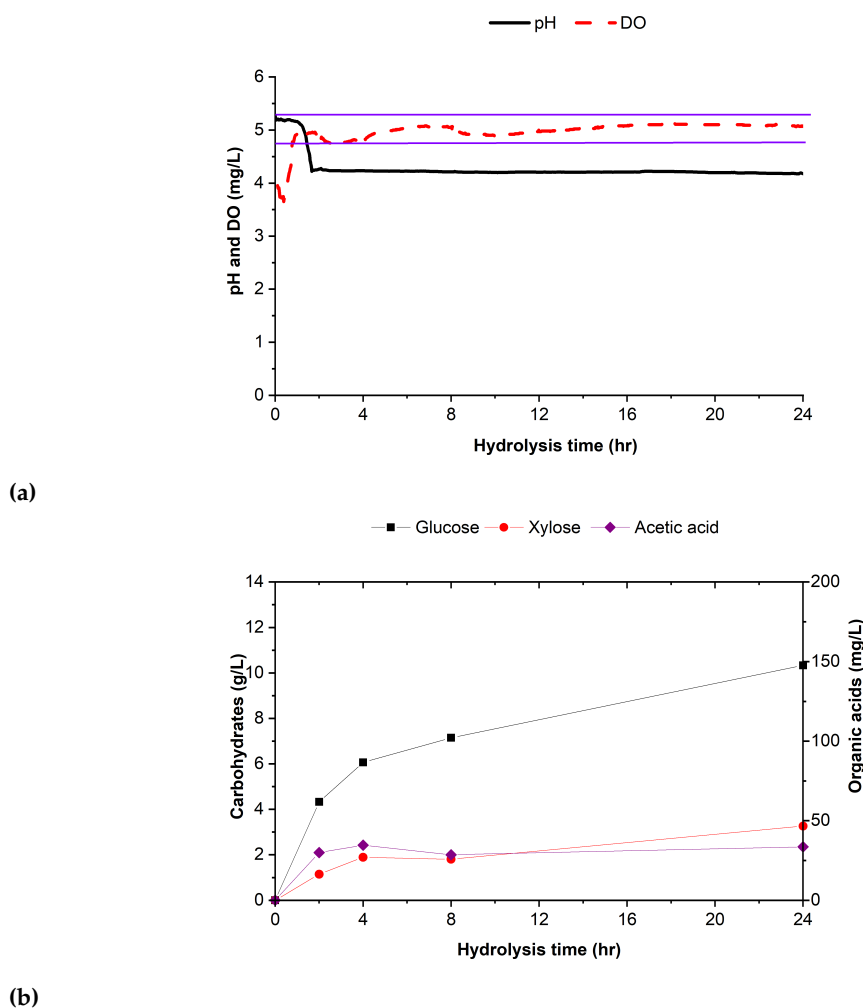 pH DO
6
5
4
3
2
1
0
pH and DO (mg/L)
0 4 8 12 16 20 24
Hydrolysis time (hr)
(a)
Glucose Xylose Acetic acid
14
12
10
8
6
4
2
0
Carbohydrates (g/L)
200
150
100
50
0
Organic acids (mg/L)
0 4 8 12 16 20 24
Hydrolysis time (hr)
(b)